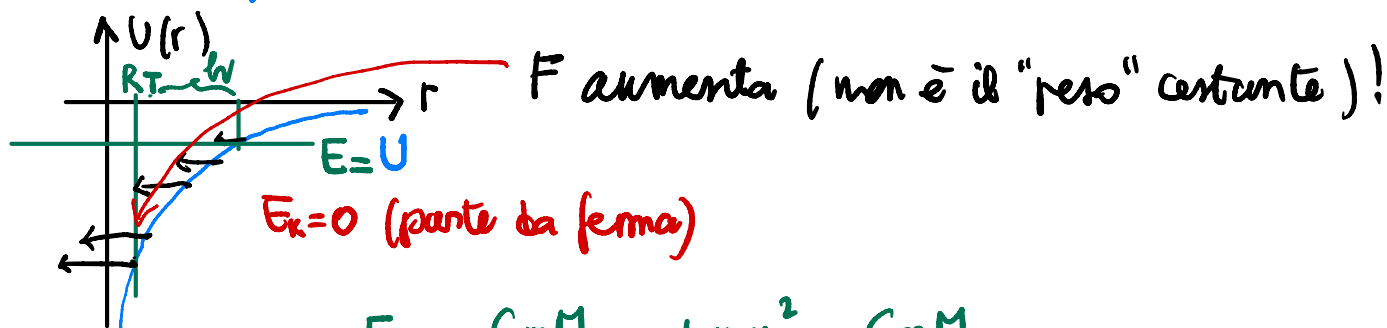 U(r)
RT h
r
F aumenta (non è il "peso" costante)!
E=U
Eₖ=0 (parte da ferma)